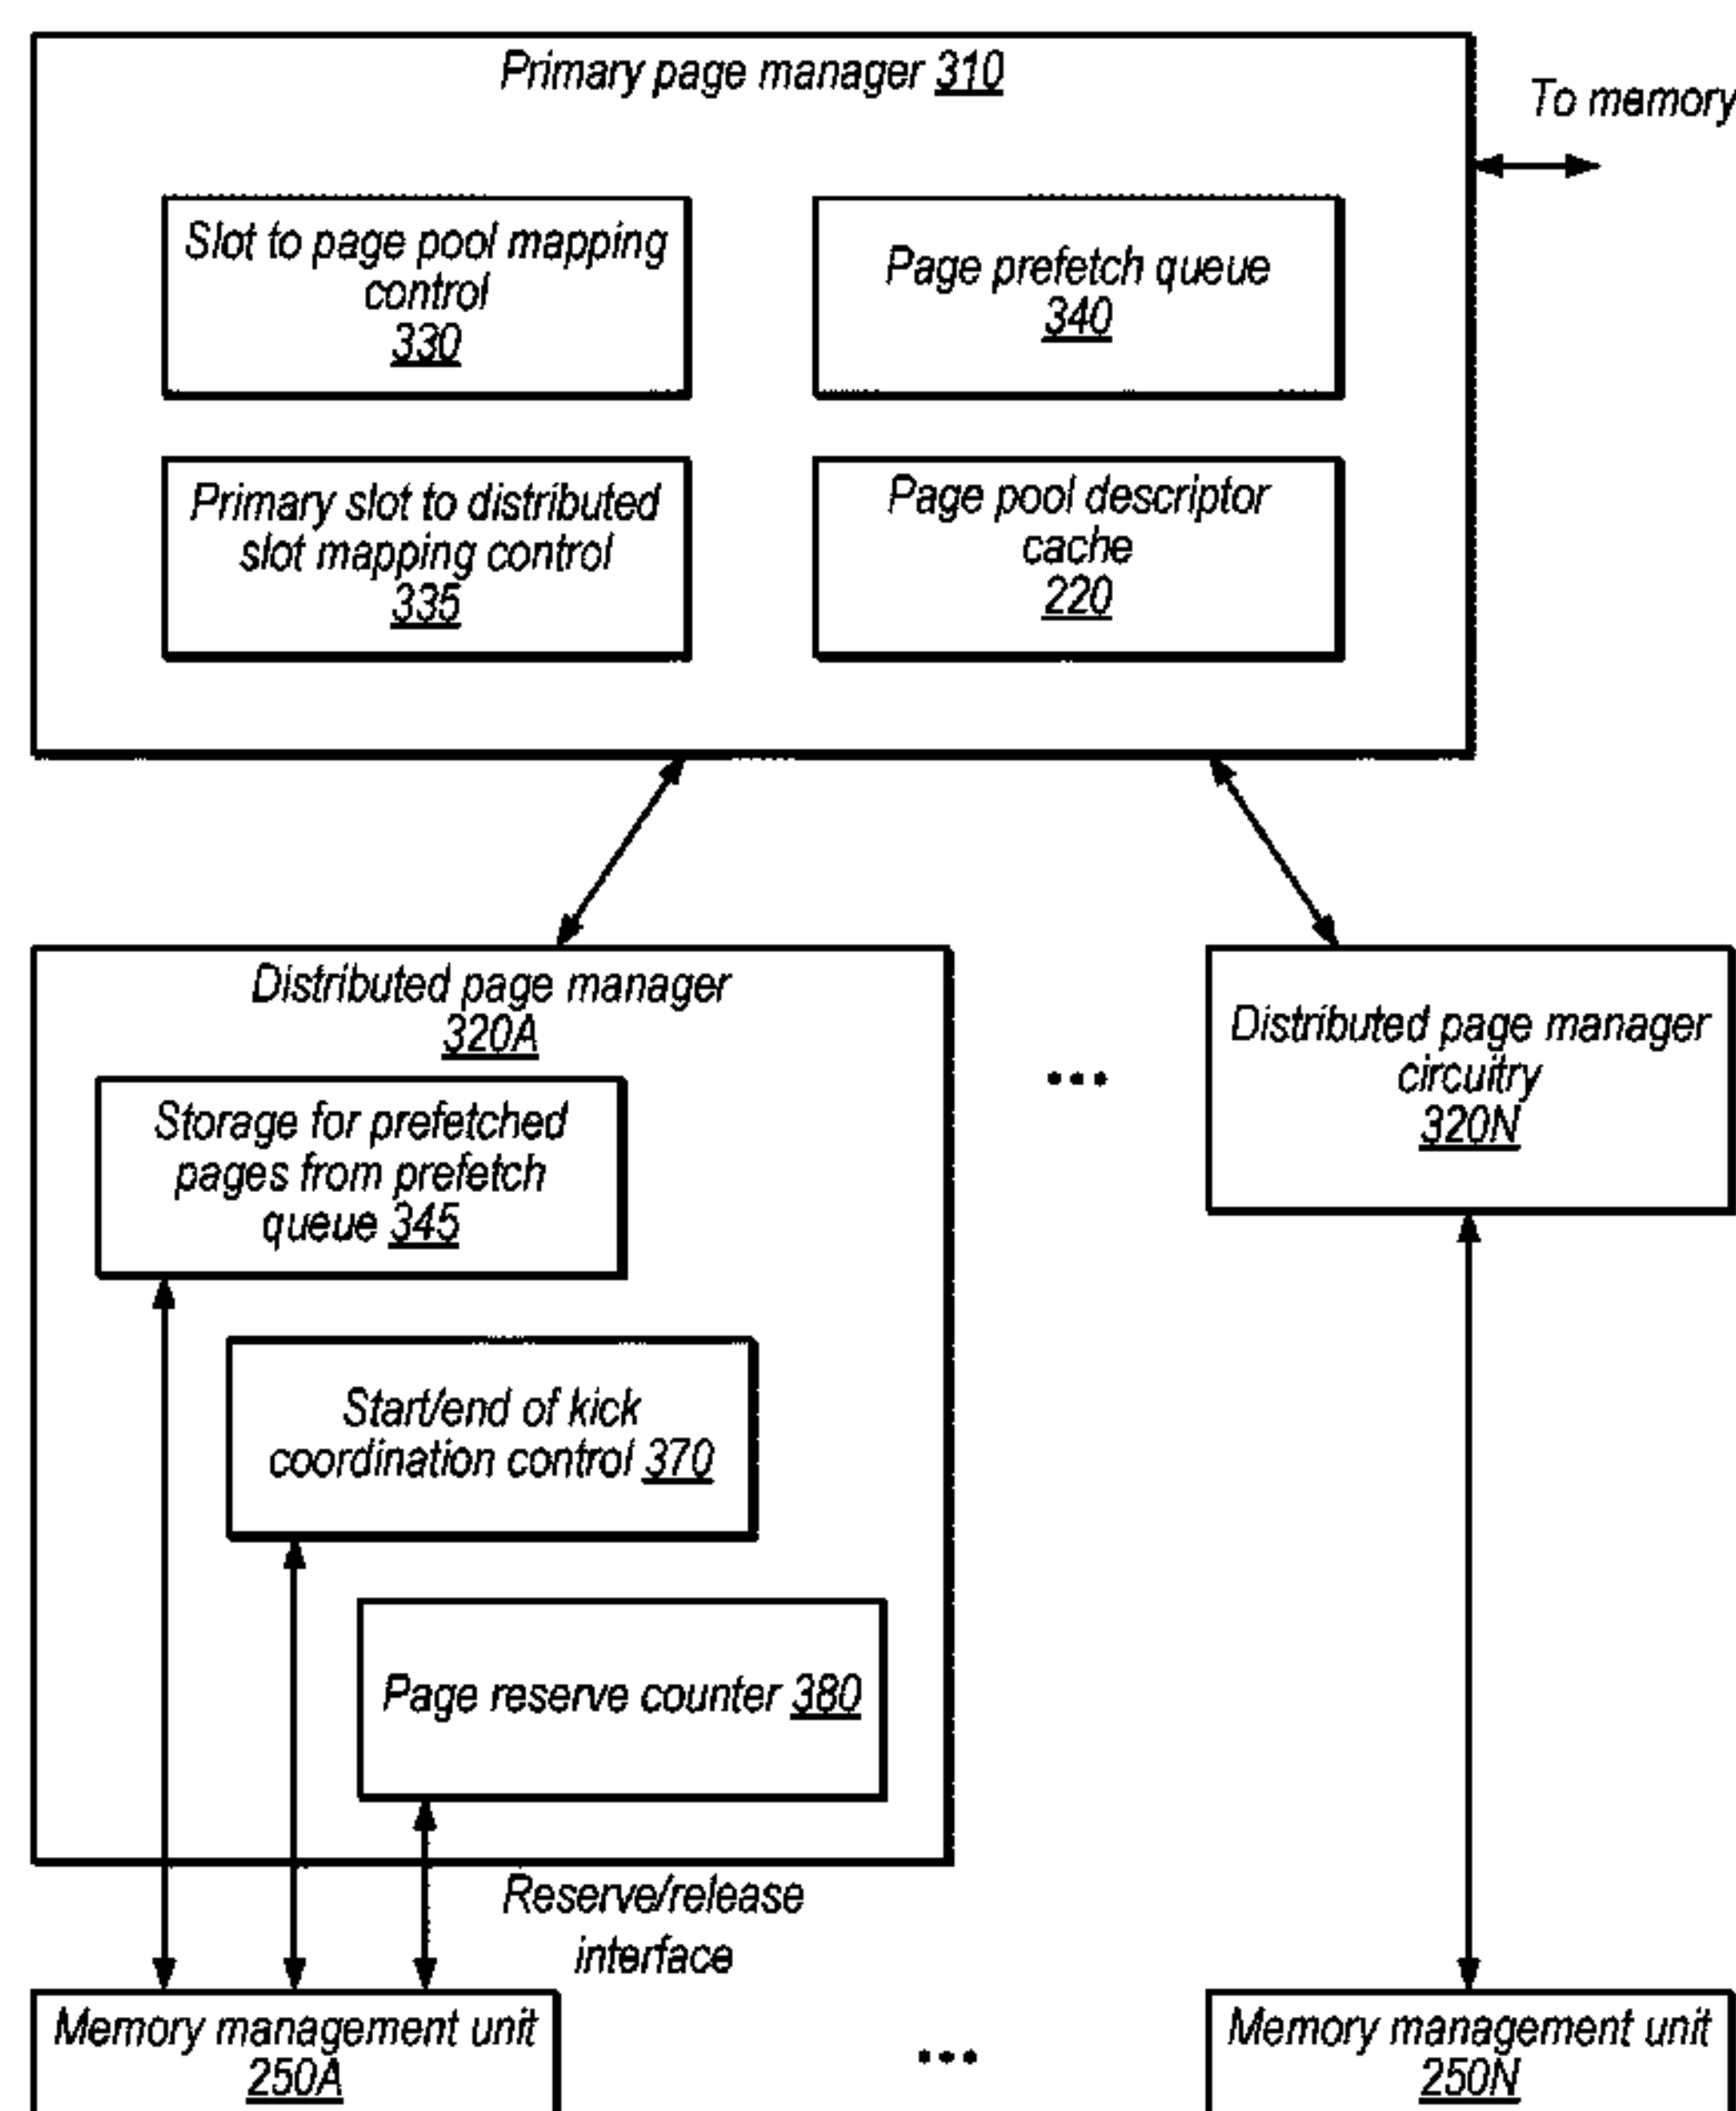 Primary page manager 310
To memory
Slot to page pool mapping
control
330
Page prefetch queue
340
Primary slot to distributed
slot mapping control
335
Page pool descriptor
cache
220
Distributed page manager
320A
Storage for prefetched
pages from prefetch
queue 345
Start/end of kick
coordination control 370
Page reserve counter 380
...
Distributed page manager
circuitry
320N
Reserve/release
interface
Memory management unit
250A
...
Memory management unit
250N